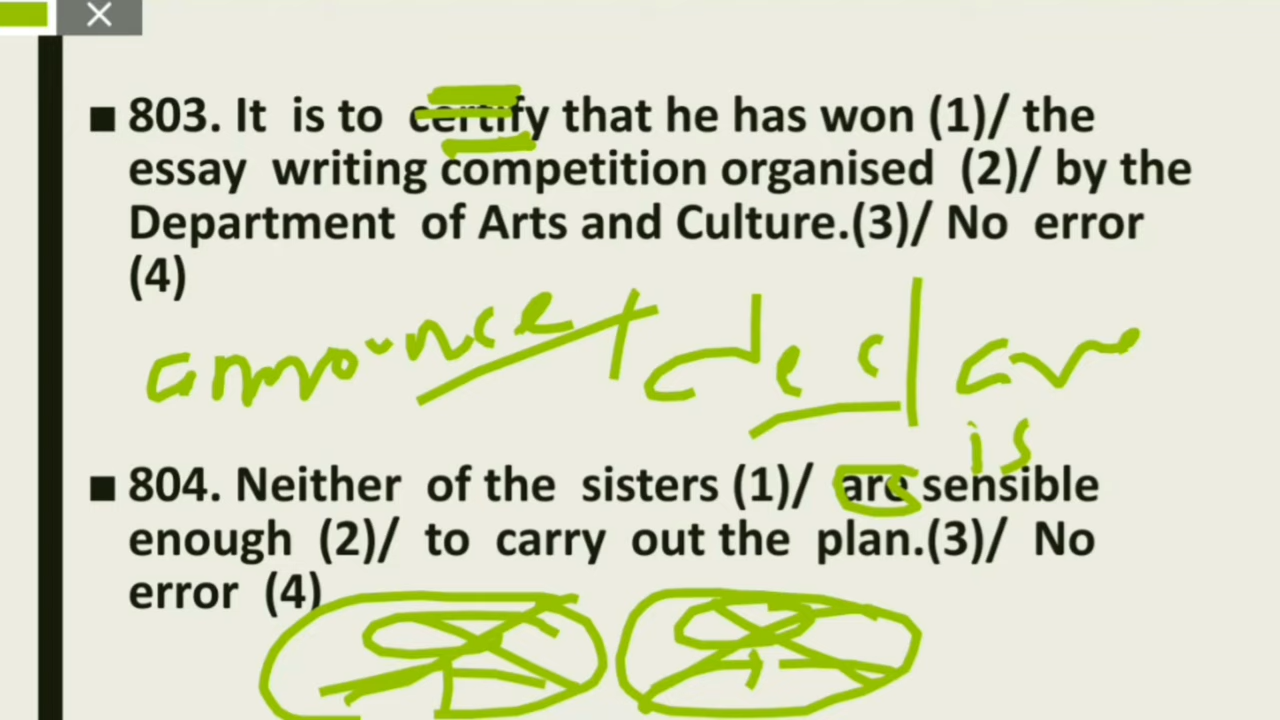 ■ 803. It is to certify that he has won (1)/ the
essay writing competition organised (2)/ by the
Department of Arts and Culture.(3)/ No error
(4)
announce/declare
is
■ 804. Neither of the sisters (1)/ are sensible
enough (2)/ to carry out the plan.(3)/ No
error (4)